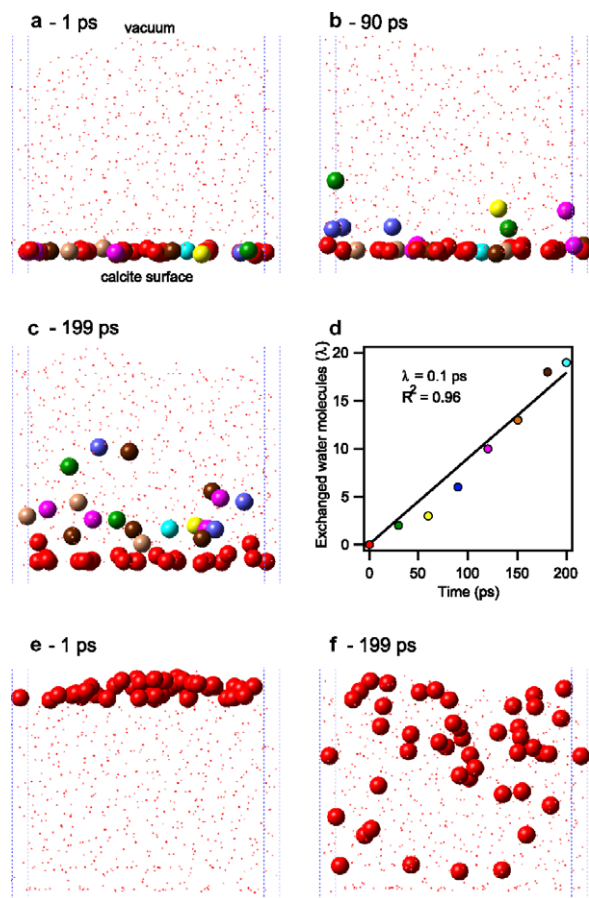 a - 1 ps
vacuum
calcite surface
b - 90 ps
c - 199 ps
d
Exchanged water molecules (λ)
20
15
10
5
0
λ = 0.1 ps
R² = 0.96
0 50 100 150 200
Time (ps)
e - 1 ps
f - 199 ps